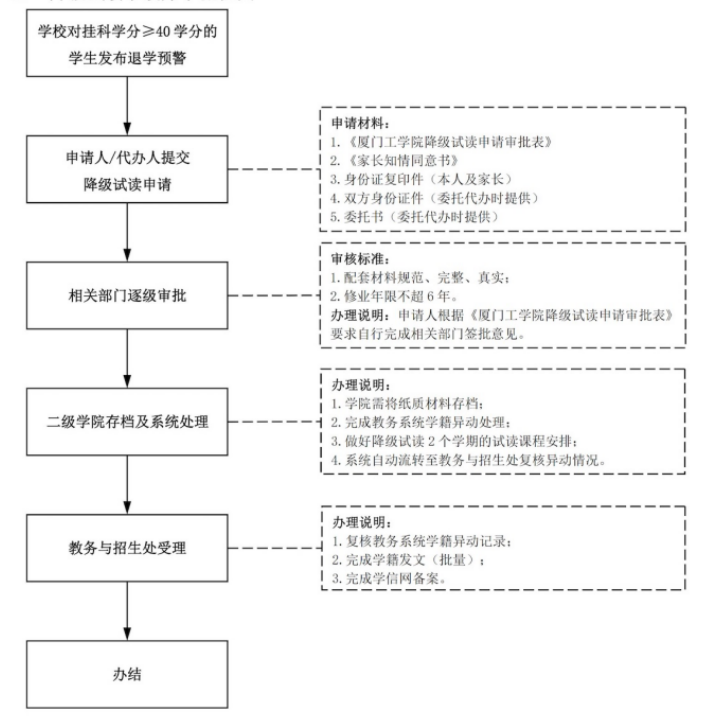 学校对挂科学分≥40学分的
学生发布退学预警
申请人/代办人提交
降级试读申请
申请材料：
1.《厦门工学院降级试读申请审批表》
2.《家长知情同意书》
3.身份证复印件（本人及家长）
4.双方身份证件（委托代办时提供）
5.委托书（委托代办时提供）
相关部门逐级审批
审核标准：
1.配套材料规范、完整、真实；
2.修业年限不超6年。
办理说明：申请人根据《厦门工学院降级试读申请审批表》
要求自行完成相关部门签批意见。
二级学院存档及系统处理
办理说明：
1.学院需将纸质材料存档；
2.完成教务系统学籍异动处理；
3.做好降级试读2个学期的试读课程安排；
4.系统自动流转至教务与招生处复核异动情况。
教务与招生处受理
办理说明：
1.复核教务系统学籍异动记录；
2.完成学籍发文（批量）；
3.完成学信网备案。
办结